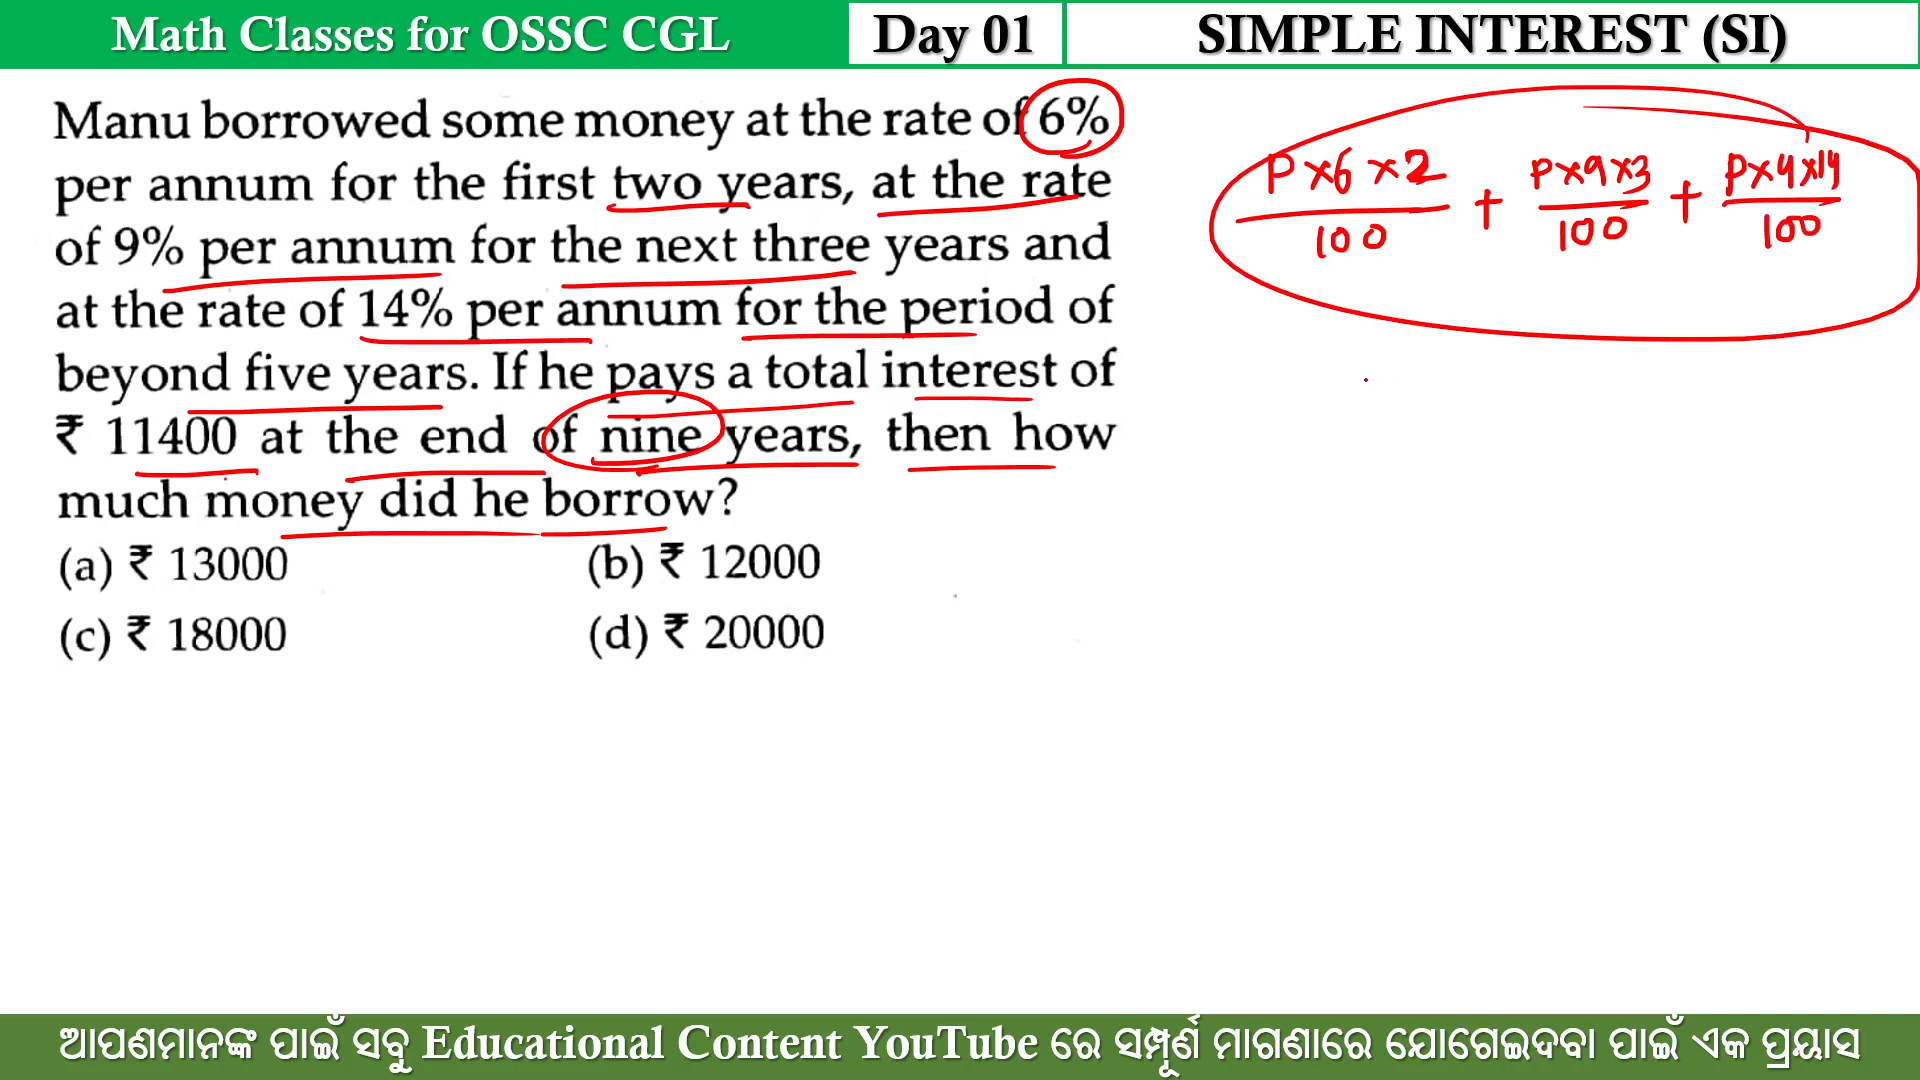 Math Classes for OSSC CGL
Day 01
SIMPLE INTEREST (SI)
Manu borrowed some money at the rate of 6%
per annum for the first two years, at the rate
of 9% per annum for the next three years and
at the rate of 14% per annum for the period of
beyond five years. If he pays a total interest of
₹ 11400 at the end of nine years, then how
much money did he borrow?
(a) ₹ 13000 (b) ₹ 12000
(c) ₹ 18000 (d) ₹ 20000
P×6×2 P×9×3 P×4×14
+ +
100 100 100
ଆପଣମାନଙ୍କ ପାଇଁ ସବୁ Educational Content YouTube ରେ ସମ୍ପୂର୍ଣ ମାଗଣାରେ ଯୋଗେଇଦବା ପାଇଁ ଏକ ପ୍ରୟାସ